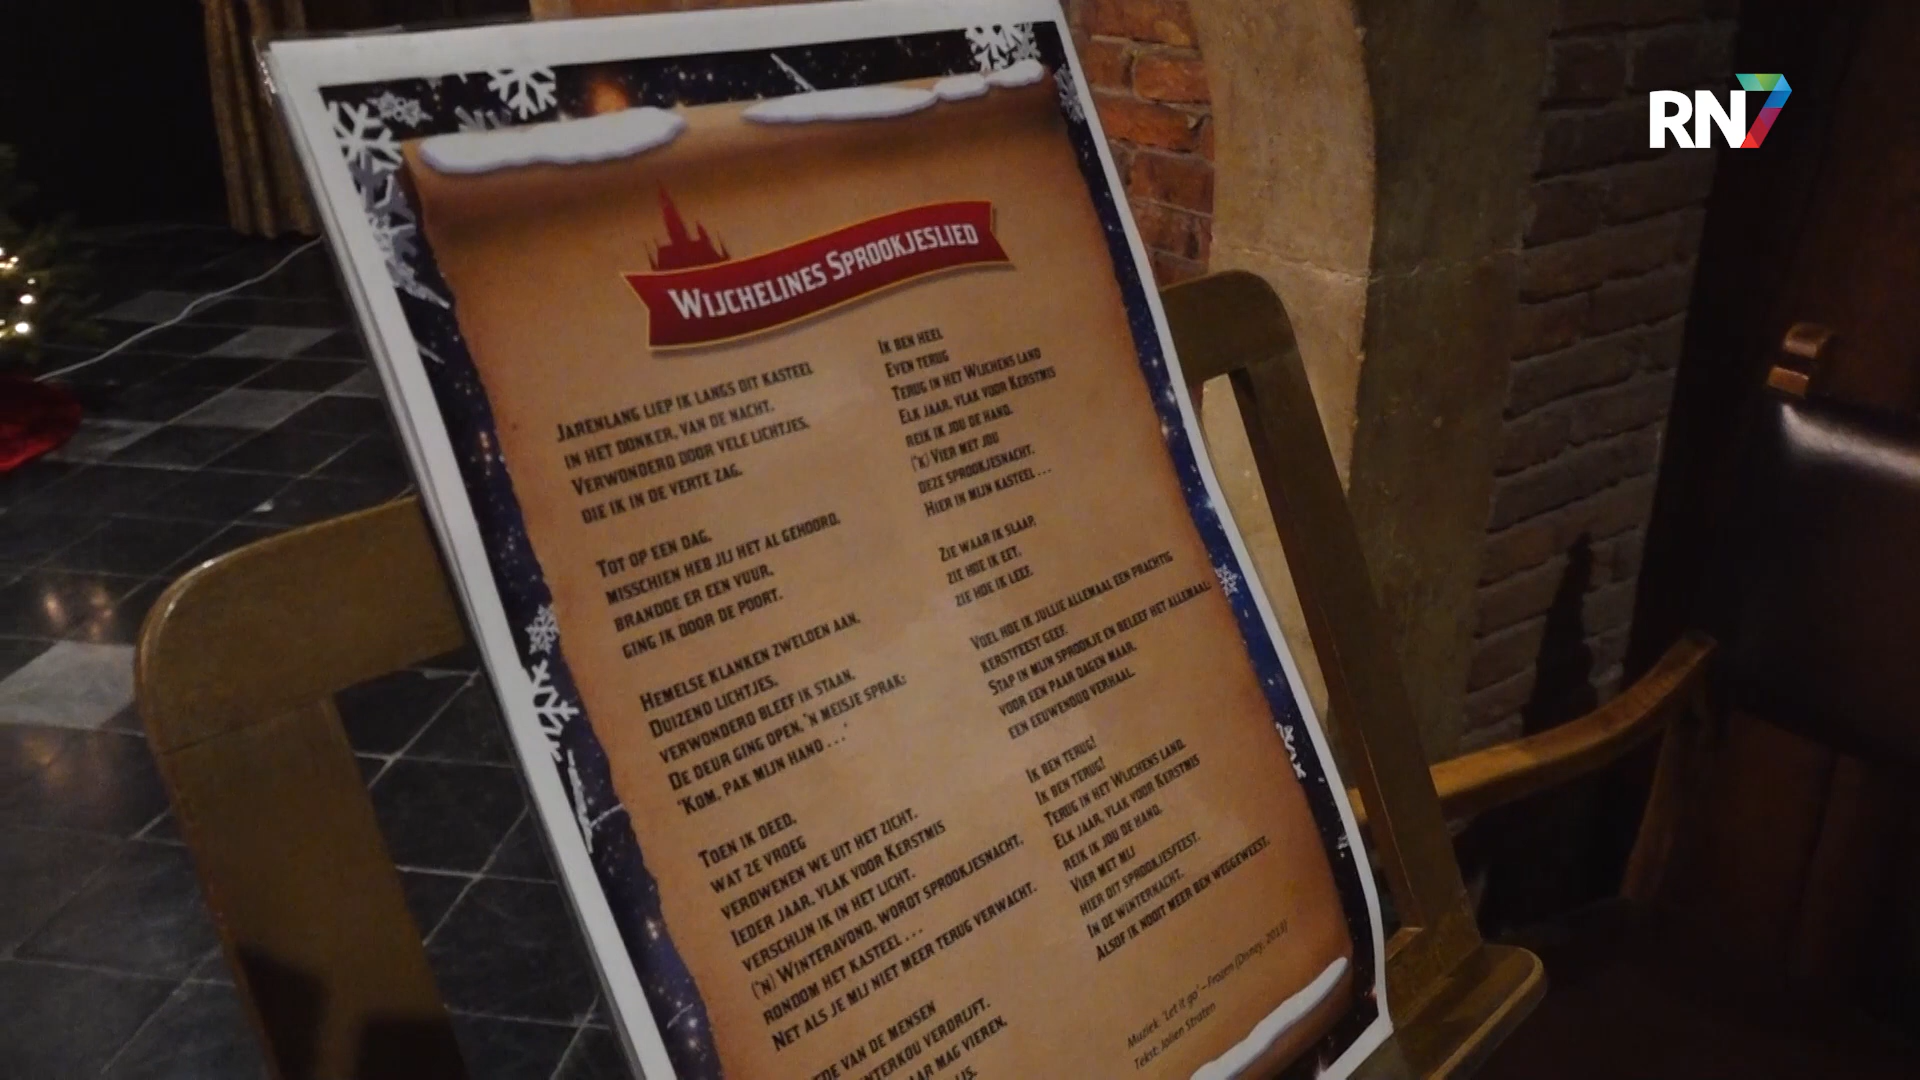 RN7
WIJCHELINES SPROOKJESLIED
JARENLANG LIEP IK LANGS DIT KASTEEL
IN HET DONKER, VAN DE NACHT.
VERWONDERD DOOR VELE LICHTJES,
DIE IK IN DE VERTE ZAG.
TOT OP EEN DAG,
MISSCHIEN HEB JIJ HET AL GEHOORD,
BRANDDE ER EEN VUUR,
GING IK DOOR DE POORT.
HEMELSE KLANKEN ZWELDEN AAN,
DUIZEND LICHTJES,
VERWONDERD BLEEF IK STAAN.
DE DEUR GING OPEN, 'N MEISJE SPRAK:
"KOM, PAK MIJN HAND . . . "
TOEN IK DEED,
WAT ZE VROEG
VERDWENEN WE UIT HET ZICHT.
IEDER JAAR, VLAK VOOR KERSTMIS
VERSCHIJN IK IN HET LICHT.
('N) WINTERAVOND, WORDT SPROOKJESNACHT,
RONDOM HET KASTEEL . . .
NET ALS JE MIJ NIET MEER TERUG VERWACHT.
DE VAN DE MENSEN
NTERKOU VERDRIJFT.
AR MAG VIEREN,
IK BEN HEEL
EVEN TERUG
TERUG IN HET WIJCHENS LAND
ELK JAAR, VLAK VOOR KERSTMIS
REIK IK JOU DE HAND.
('K) VIER MET JOU
DEZE SPROOKJESNACHT.
HIER IN MIJN KASTEEL . . .
ZIE WAAR IK SLAAP,
ZIE HOE IK EET,
ZIE HOE IK LEEF.
VOEL HOE IK JULLIE ALLEMAAL EEN PRACHTIG
KERSTFEEST GEEF.
STAP IN MIJN SPROOKJE EN BELEEF HET ALLEMAAL:
VOOR EEN PAAR DAGEN MAAR,
EEN EEUWENOUD VERHAAL.
IK BEN TERUG!
IK BEN TERUG!
TERUG IN HET WIJCHENS LAND.
ELK JAAR, VLAK VOOR KERSTMIS
REIK IK JOU DE HAND.
VIER MET MIJ
HIER DIT SPROOKJESFEEST.
IN DE WINTERNACHT.
ALSOF IK NOOIT MEER BEN WEGGEWEEST.
Muziek: 'Let it go' – Frozen (Disney, 2013)
Tekst: Jolien Straten